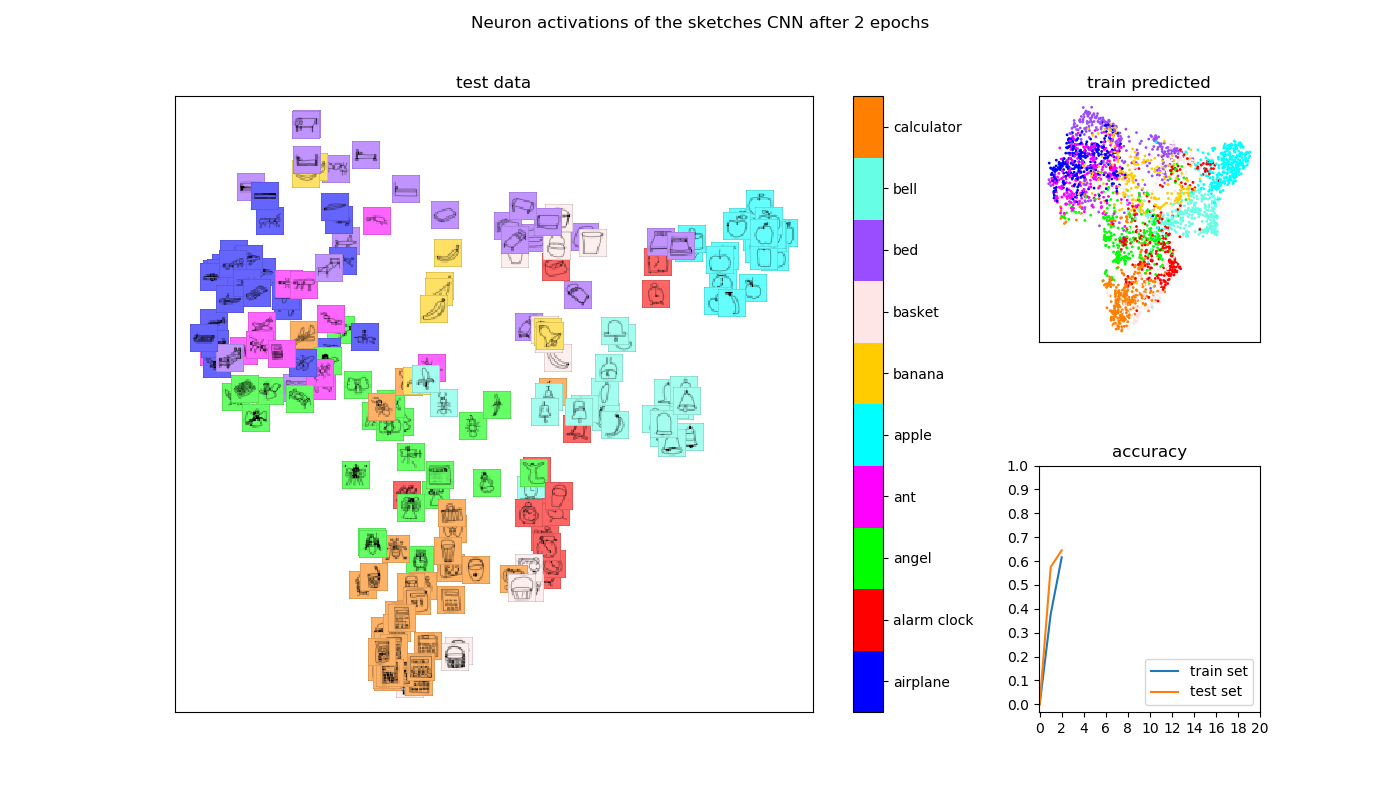 Neuron activations of the sketches CNN after 2 epochs
test data
calculator
bell
bed
basket
banana
apple
ant
angel
alarm clock
airplane
train predicted
accuracy
1.0
0.9
0.8
0.7
0.6
0.5
0.4
0.3
0.2
0.1
0.0
train set
test set
0 2 4 6 8 10 12 14 16 18 20